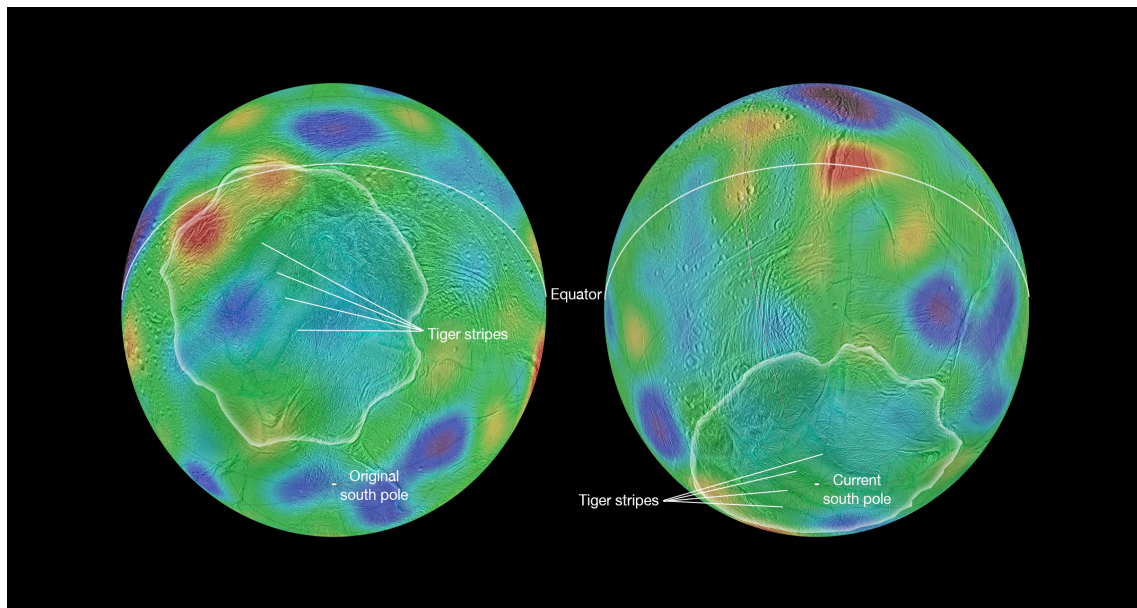 Equator
Tiger stripes
Original
south pole
Tiger stripes
Current
south pole